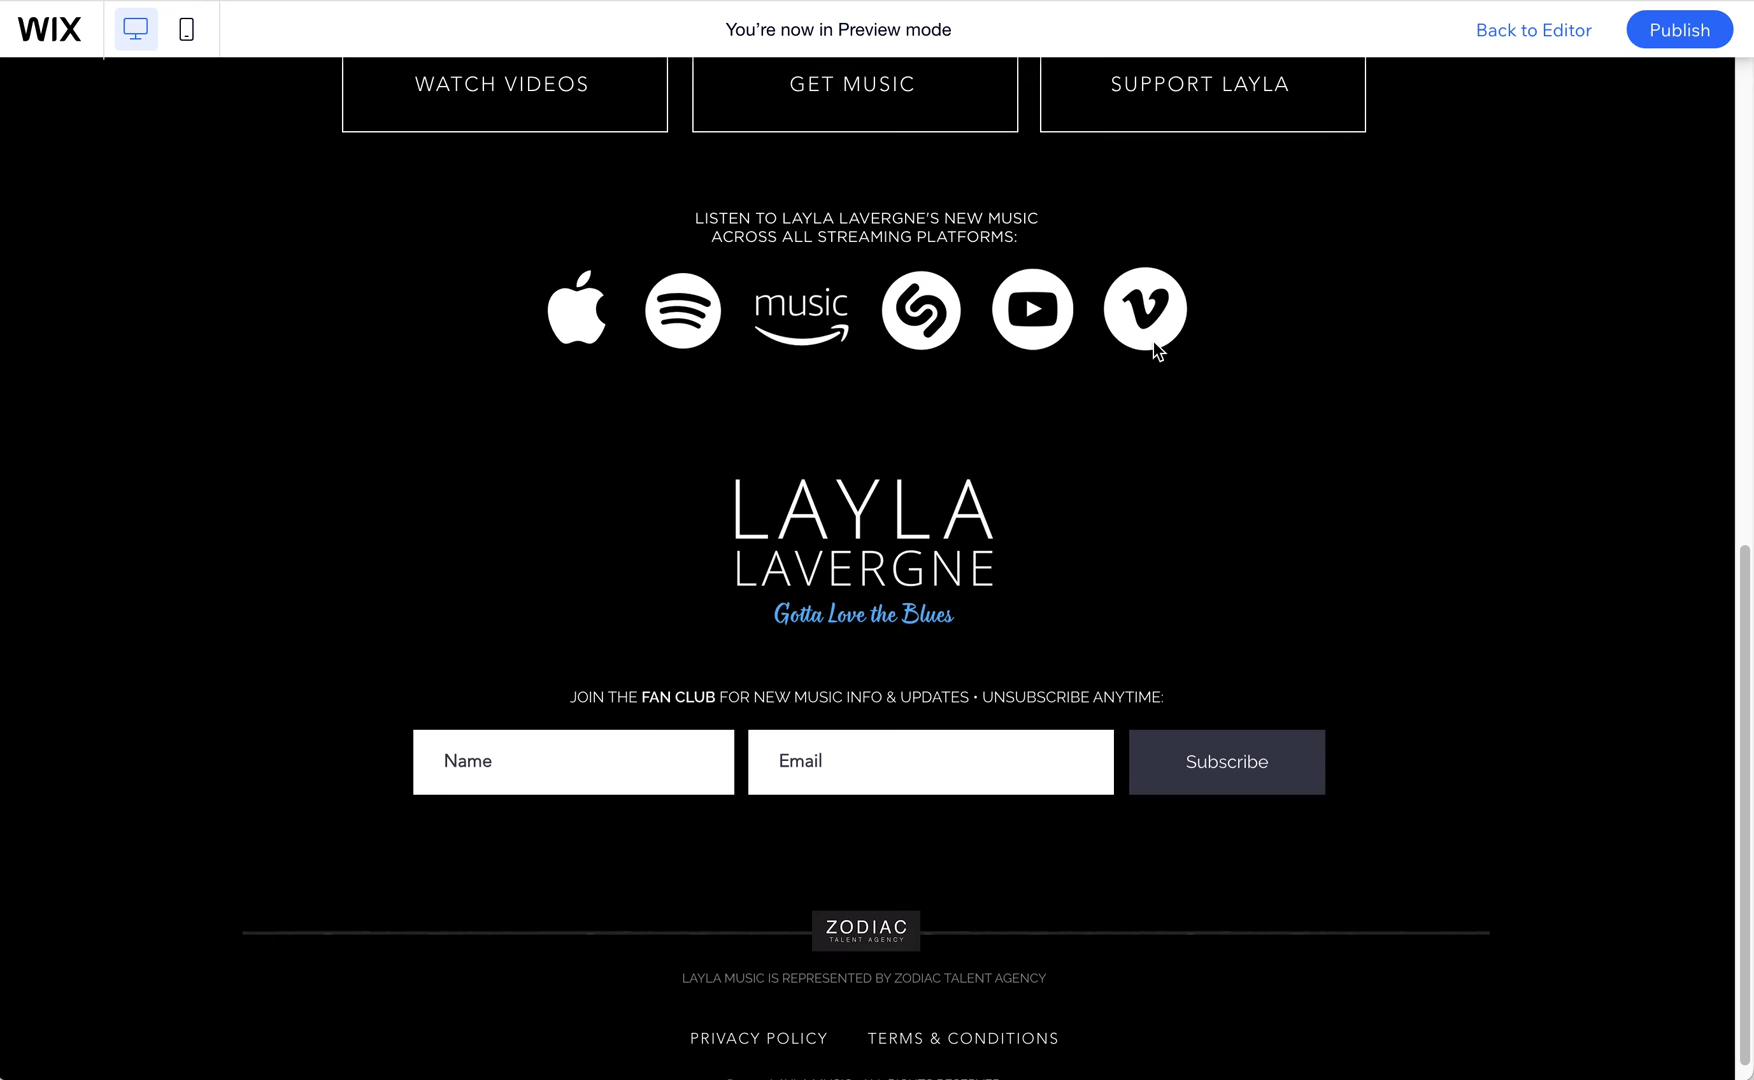 WIX
You're now in Preview mode
Back to Editor
Publish
WATCH VIDEOS
GET MUSIC
SUPPORT LAYLA
LISTEN TO LAYLA LAVERGNE'S NEW MUSIC
ACROSS ALL STREAMING PLATFORMS:
music
LAYLA
LAVERGNE
Gotta Love the Blues
JOIN THE FAN CLUB FOR NEW MUSIC INFO & UPDATES • UNSUBSCRIBE ANYTIME:
Name
Email
Subscribe
ZODIAC
TALENT AGENCY
LAYLA MUSIC IS REPRESENTED BY ZODIAC TALENT AGENCY
PRIVACY POLICY
TERMS & CONDITIONS